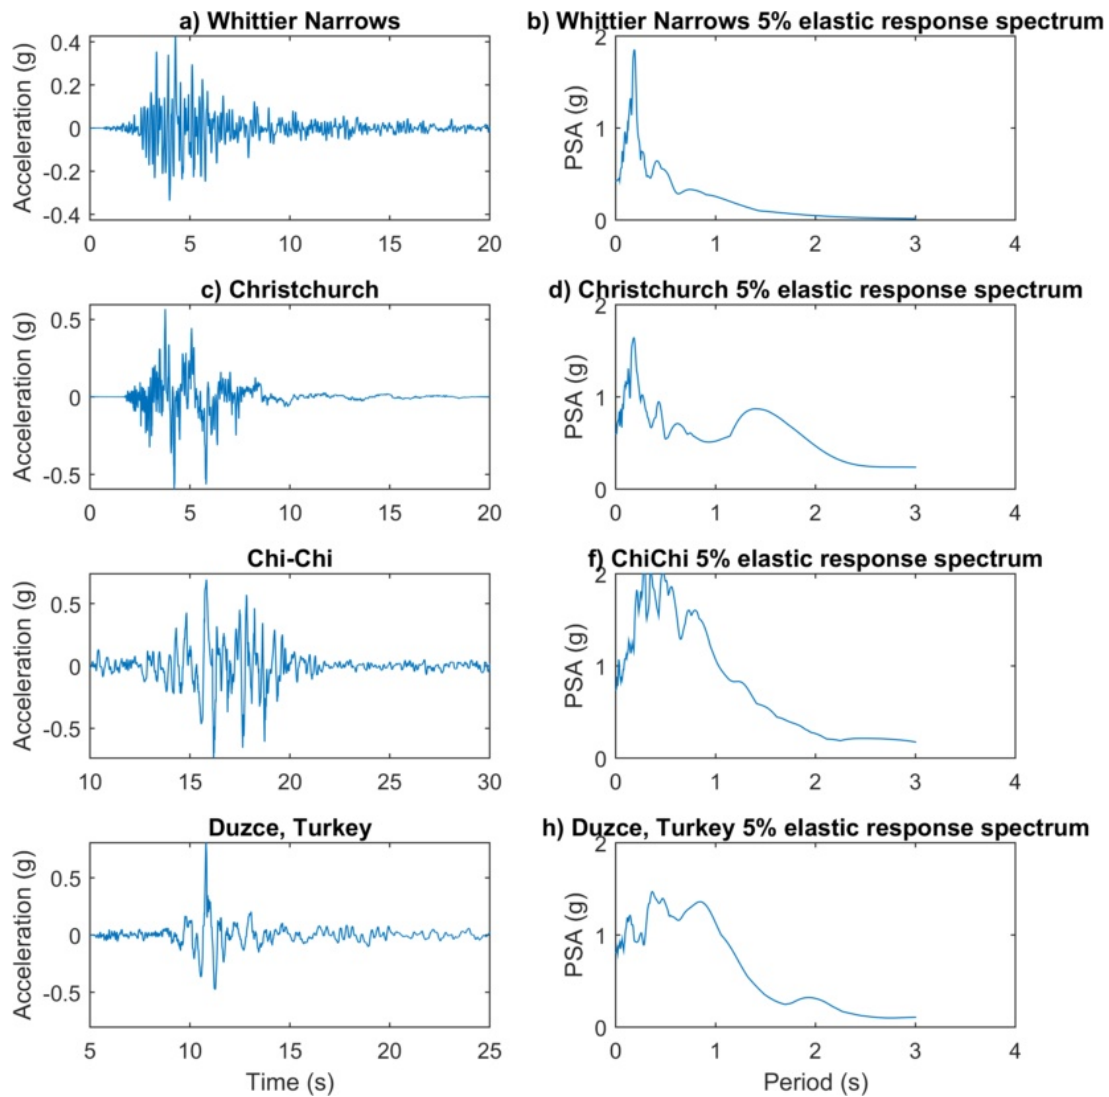 a) Whittier Narrows
Acceleration (g)
0.4
0.2
0
-0.2
-0.4
0 5 10 15 20
b) Whittier Narrows 5% elastic response spectrum
PSA (g)
2
1
0
0 1 2 3 4
c) Christchurch
Acceleration (g)
0.5
0
-0.5
0 5 10 15 20
d) Christchurch 5% elastic response spectrum
PSA (g)
2
1
0
0 1 2 3 4
Chi-Chi
Acceleration (g)
0.5
0
-0.5
10 15 20 25 30
f) ChiChi 5% elastic response spectrum
PSA (g)
2
1
0
0 1 2 3 4
Duzce, Turkey
Acceleration (g)
0.5
0
-0.5
5 10 15 20 25
Time (s)
h) Duzce, Turkey 5% elastic response spectrum
PSA (g)
2
1
0
0 1 2 3 4
Period (s)